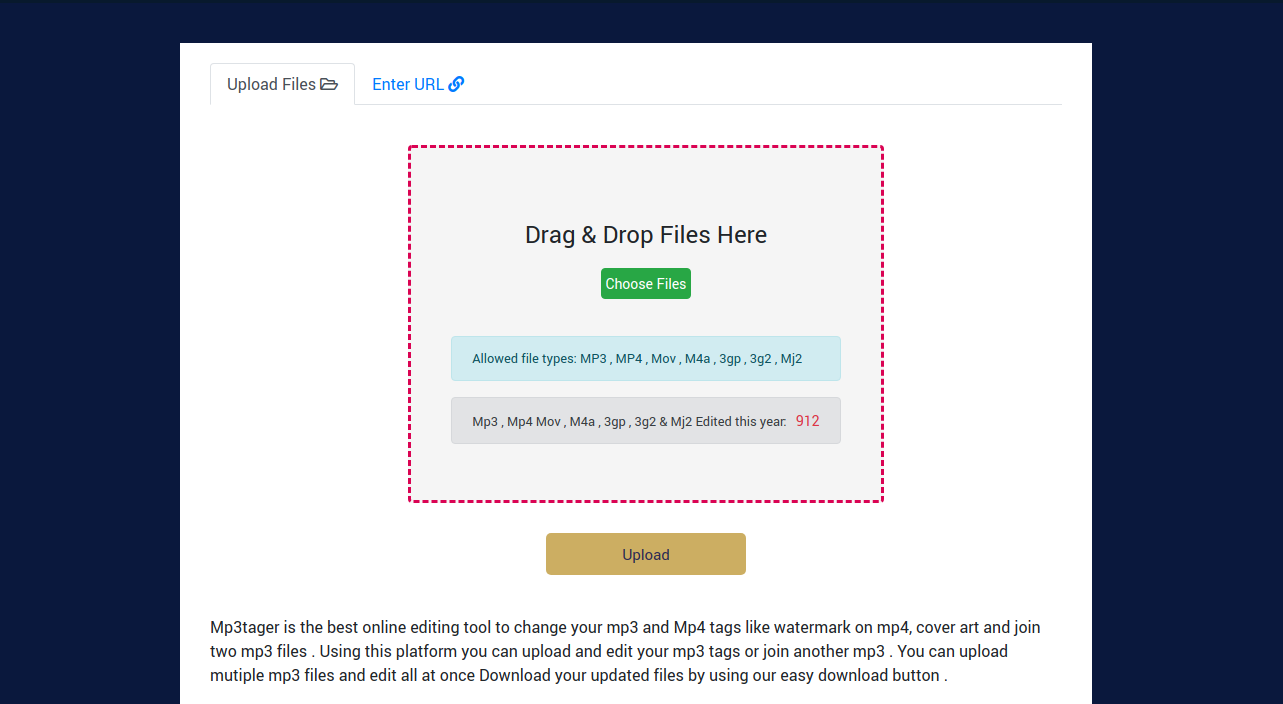 Upload Files
Enter URL
Drag & Drop Files Here
Choose Files
Allowed file types: MP3 , MP4 , Mov , M4a , 3gp , 3g2 , Mj2
Mp3 , Mp4 Mov , M4a , 3gp , 3g2 & Mj2 Edited this year: 912
Upload
Mp3tager is the best online editing tool to change your mp3 and Mp4 tags like watermark on mp4, cover art and join
two mp3 files . Using this platform you can upload and edit your mp3 tags or join another mp3 . You can upload
mutiple mp3 files and edit all at once Download your updated files by using our easy download button .